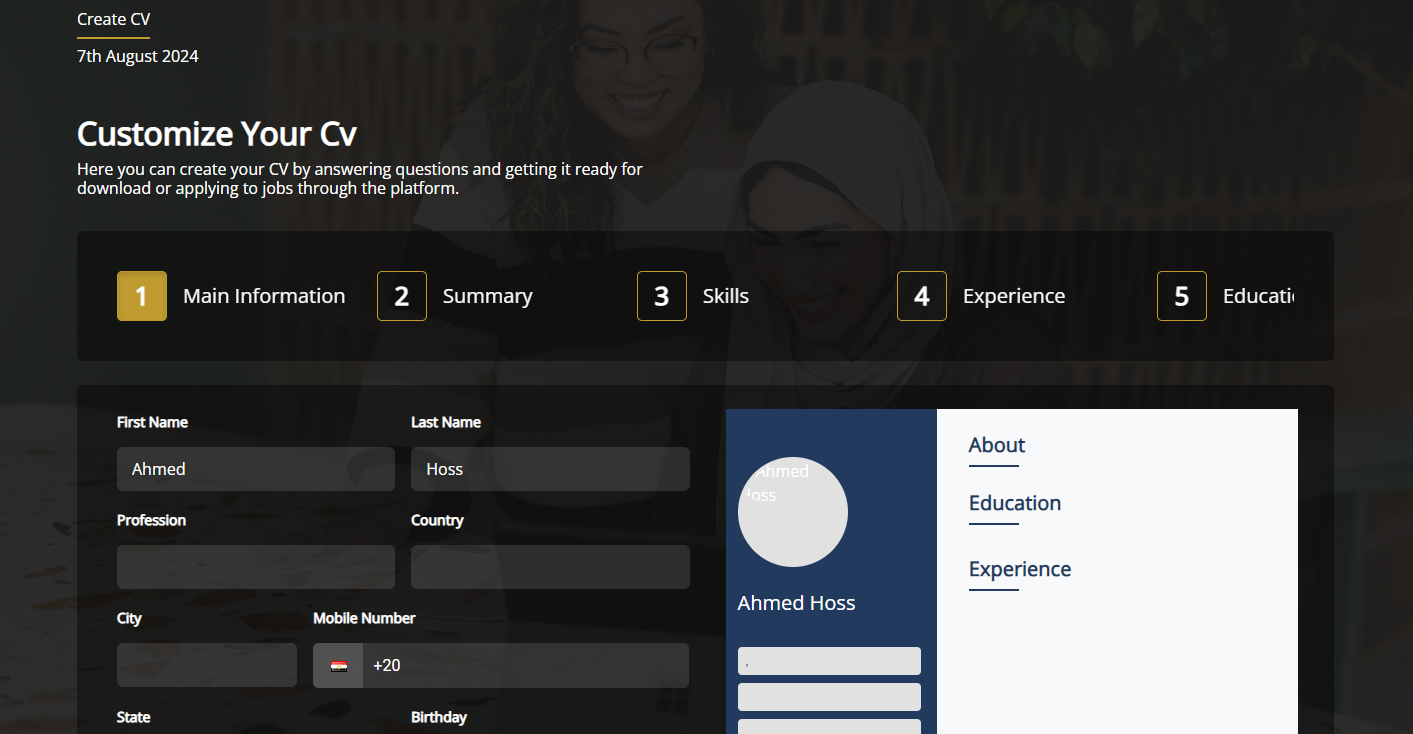 Create CV
7th August 2024
Customize Your Cv
Here you can create your CV by answering questions and getting it ready for
download or applying to jobs through the platform.
1 Main Information
2 Summary
3 Skills
4 Experience
5 Educati
First Name
Last Name
Ahmed
Hoss
Profession
Country
City
Mobile Number
+20
State
Birthday
Ahmed
Hoss
Ahmed Hoss
,
About
Education
Experience